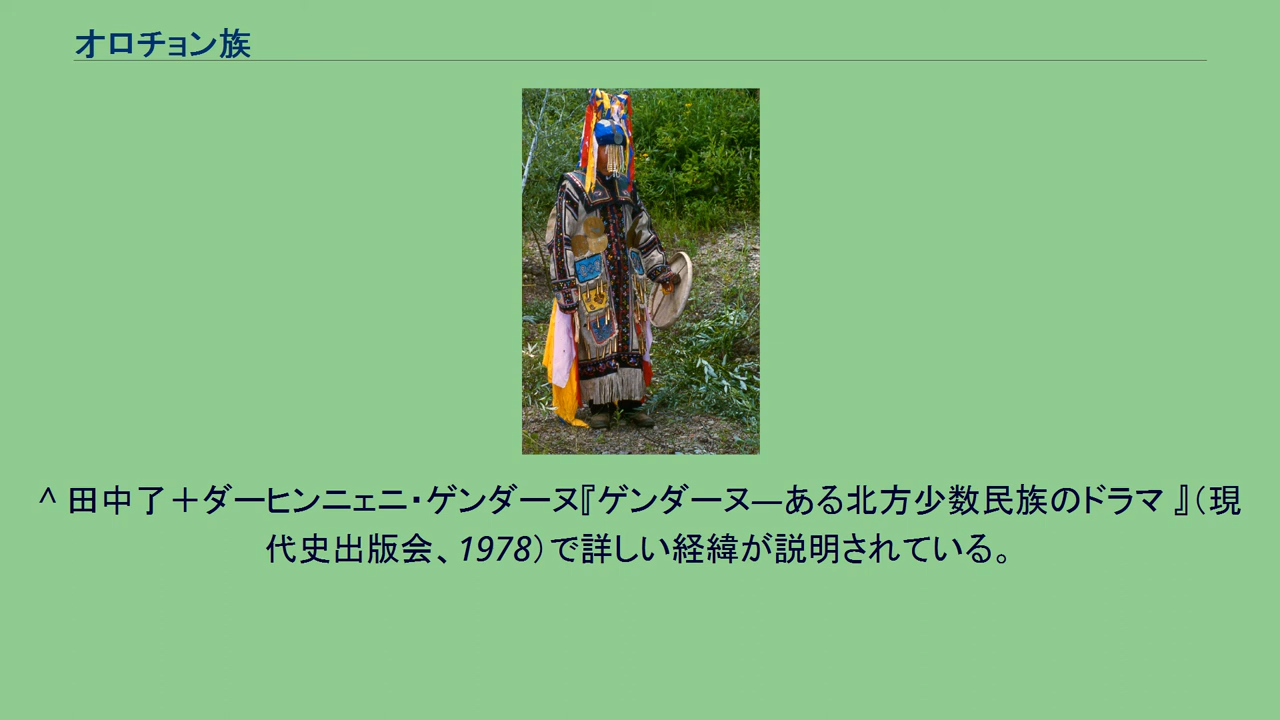 オロチョン族
^ 田中了＋ダーヒンニェニ・ゲンダーヌ『ゲンダーヌ―ある北方少数民族のドラマ 』（現
代史出版会、1978）で詳しい経緯が説明されている。